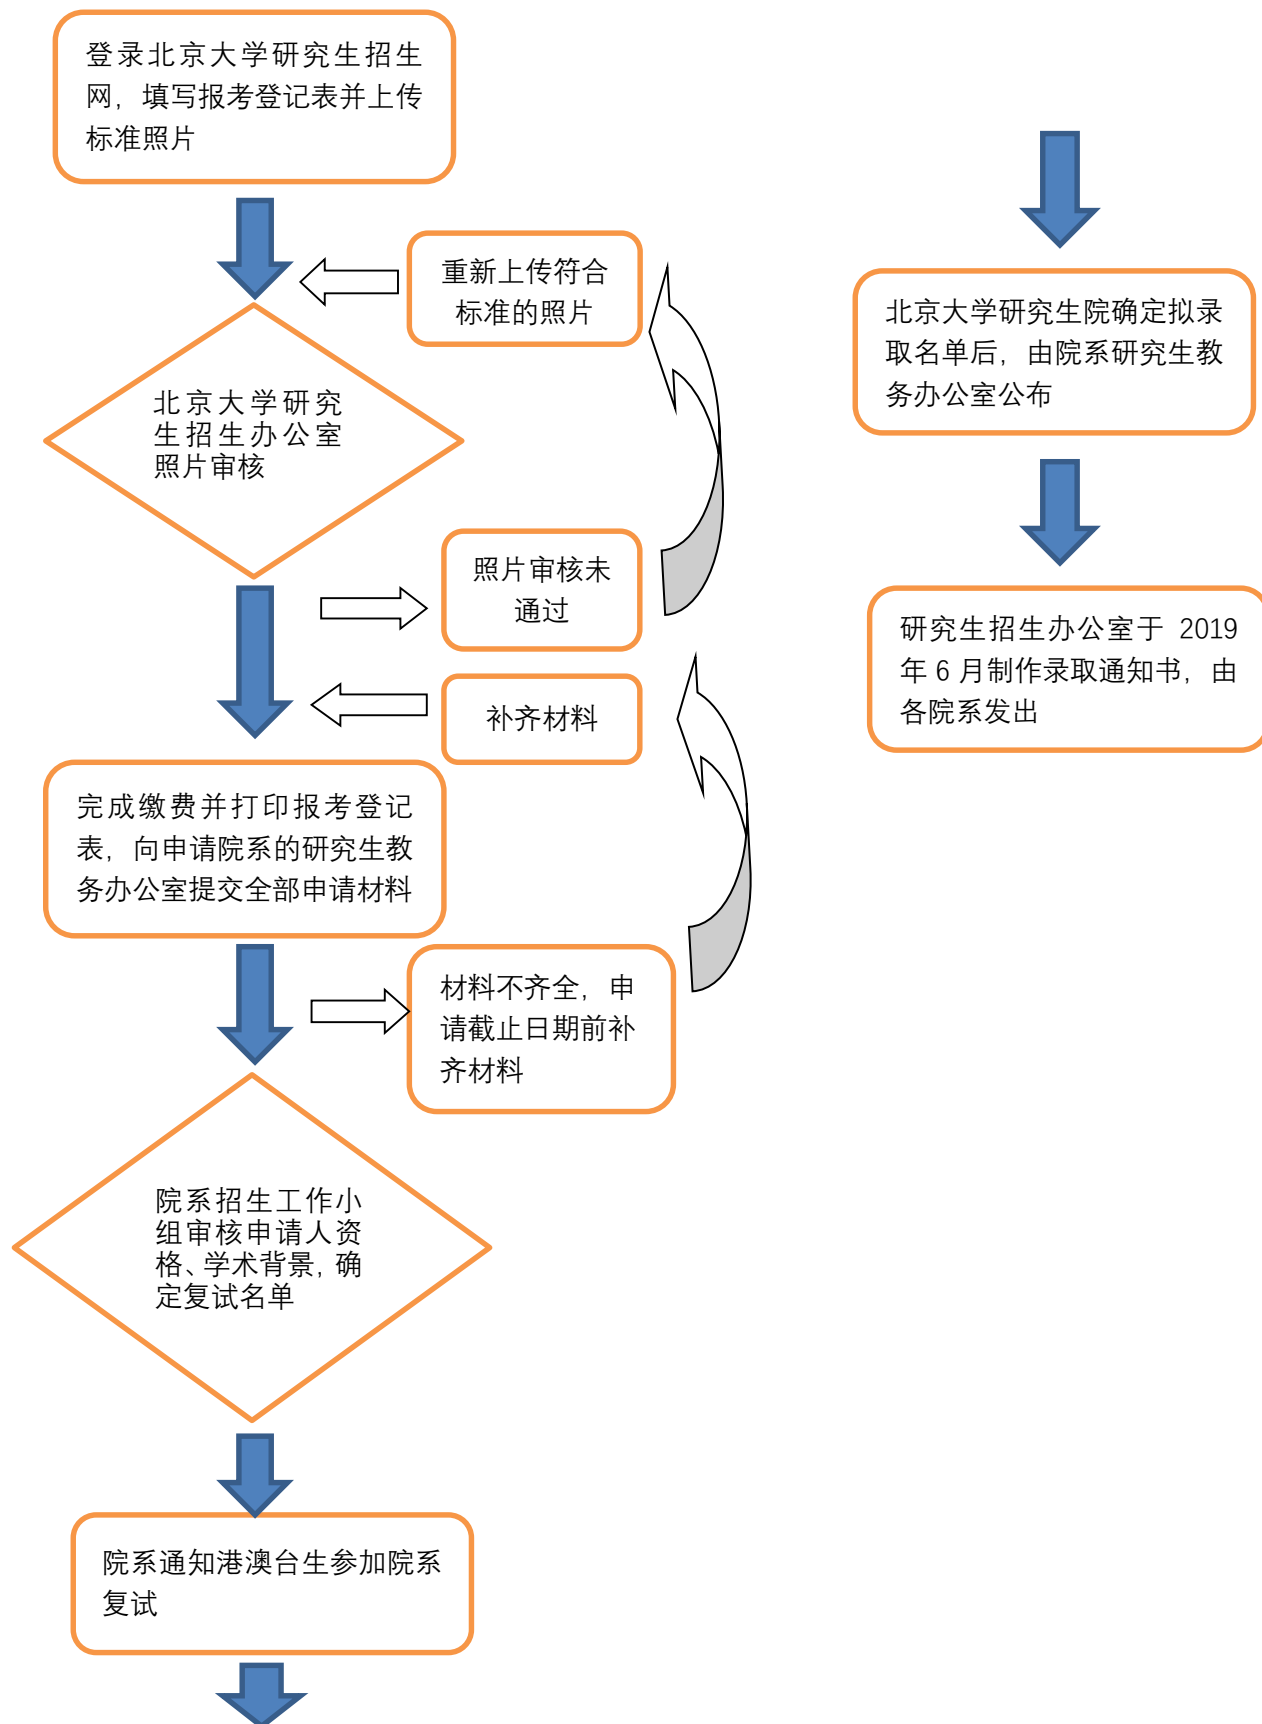 登录北京大学研究生招生
网，填写报考登记表并上传
标准照片
重新上传符合
标准的照片
北京大学研究
生招生办公室
照片审核
照片审核未
通过
补齐材料
完成缴费并打印报考登记
表，向申请院系的研究生教
务办公室提交全部申请材料
材料不齐全，申
请截止日期前补
齐材料
院系招生工作小
组审核申请人资
格、学术背景，确
定复试名单
院系通知港澳台生参加院系
复试
北京大学研究生院确定拟录
取名单后，由院系研究生教
务办公室公布
研究生招生办公室于 2019
年 6 月制作录取通知书，由
各院系发出